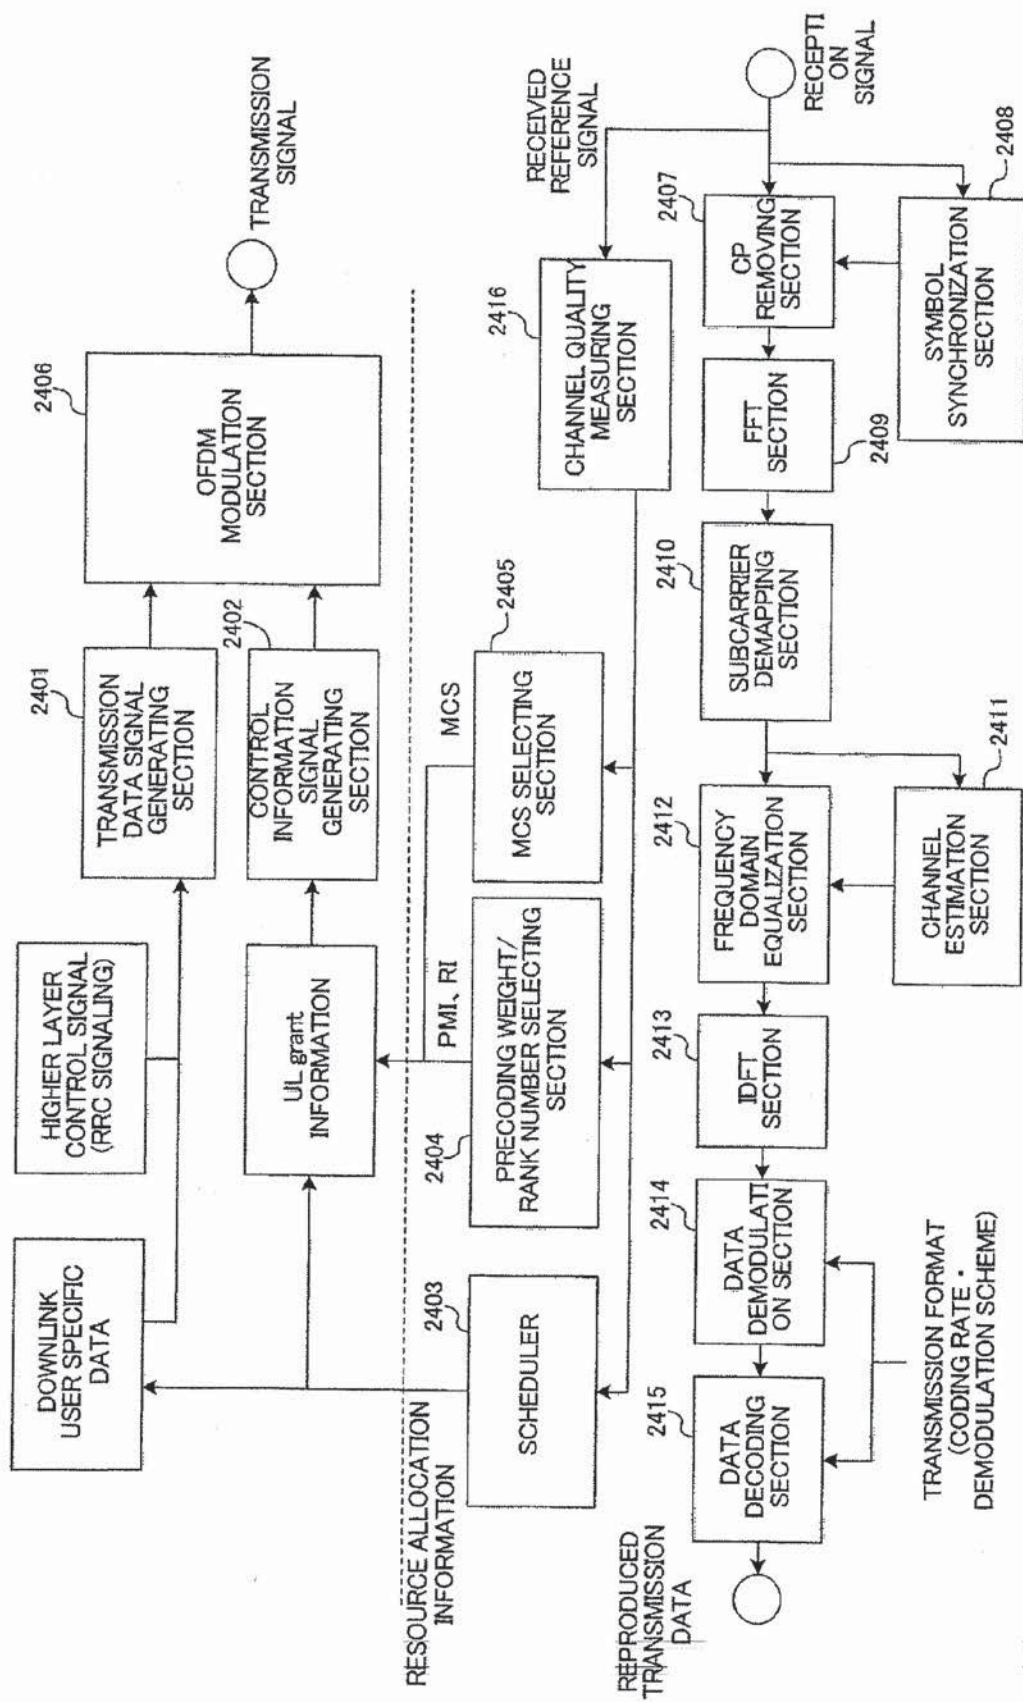 DOWNLINK
USER SPECIFIC
DATA
HIGHER LAYER
CONTROL SIGNAL
(RRC SIGNALING)
2401
TRANSMISSION
DATA SIGNAL
GENERATING
SECTION
2406
OFDM
MODULATION
SECTION
TRANSMISSION
SIGNAL
UL grant
INFORMATION
2402
CONTROL
INFORMATION
SIGNAL
GENERATING
SECTION
RESOURCE ALLOCATION
INFORMATION
PMI、RI
MCS
2403
SCHEDULER
2404
PRECODING WEIGHT/
RANK NUMBER SELECTING
SECTION
2405
MCS SELECTING
SECTION
2416
CHANNEL QUALITY
MEASURING
SECTION
RECEIVED
REFERENCE
SIGNAL
REPRODUCED
TRANSMISSION
DATA
2415
DATA
DECODING
SECTION
2414
DATA
DEMODULATI
ON SECTION
2413
IDFT
SECTION
2412
FREQUENCY
DOMAIN
EQUALIZATION
SECTION
2410
SUBCARRIER
DEMAPPING
SECTION
FFT
SECTION
2409
2407
CP
REMOVING
SECTION
RECEPTI
ON
SIGNAL
TRANSMISSION FORMAT
(CODING RATE・
DEMODULATION SCHEME)
2411
CHANNEL
ESTIMATION
SECTION
2408
SYMBOL
SYNCHRONIZATION
SECTION